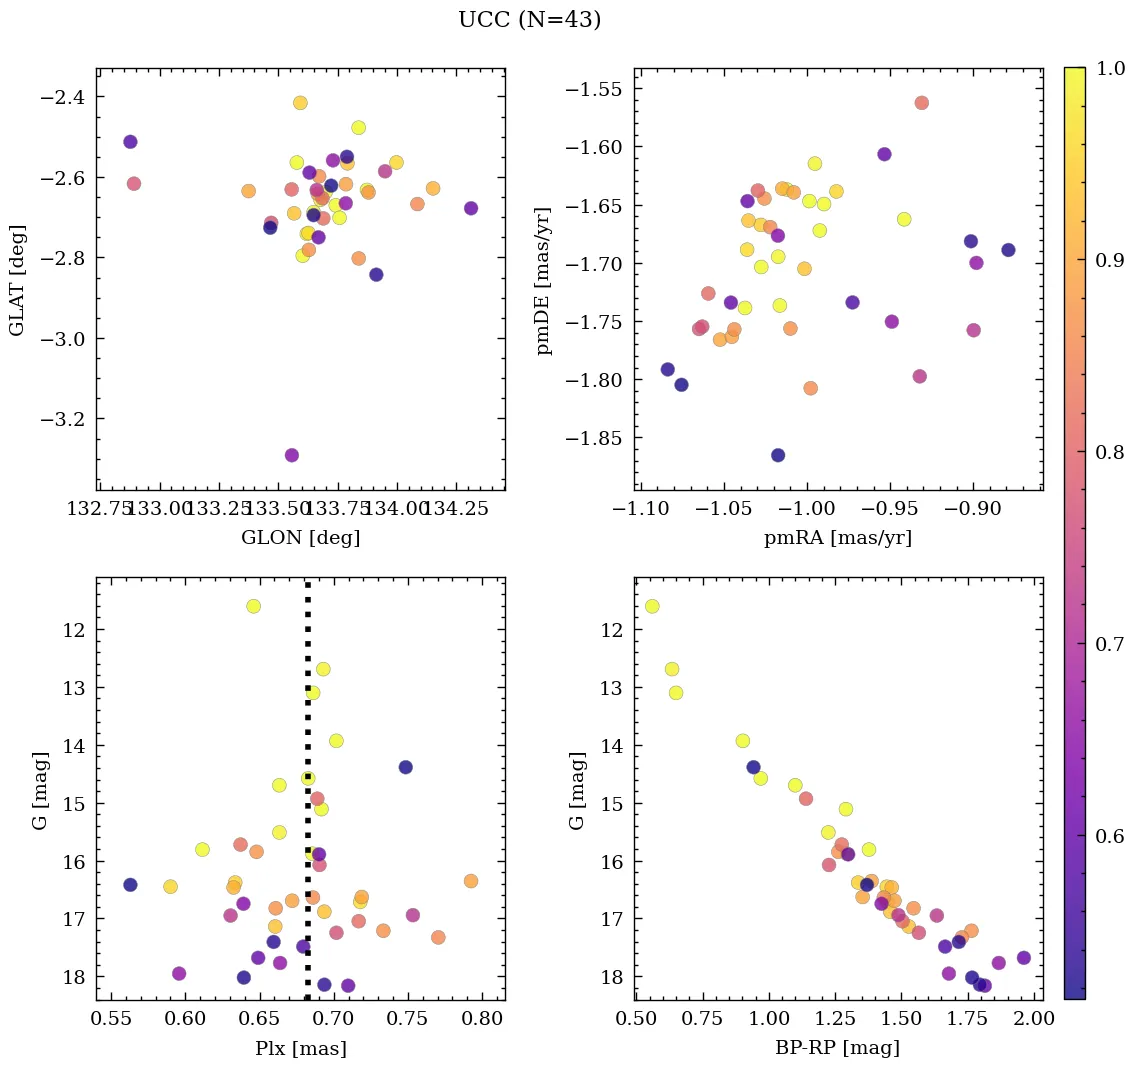 UCC (N=43)
−2.4
−2.6
−2.8
−3.0
−3.2
GLAT [deg]
132.75 133.00 133.25 133.50 133.75 134.00 134.25
GLON [deg]
−1.55
−1.60
−1.65
−1.70
−1.75
−1.80
−1.85
pmDE [mas/yr]
−1.10 −1.05 −1.00 −0.95 −0.90
pmRA [mas/yr]
12
13
14
15
16
17
18
G [mag]
0.55 0.60 0.65 0.70 0.75 0.80
Plx [mas]
12
13
14
15
16
17
18
G [mag]
0.50 0.75 1.00 1.25 1.50 1.75 2.00
BP-RP [mag]
1.0
0.9
0.8
0.7
0.6